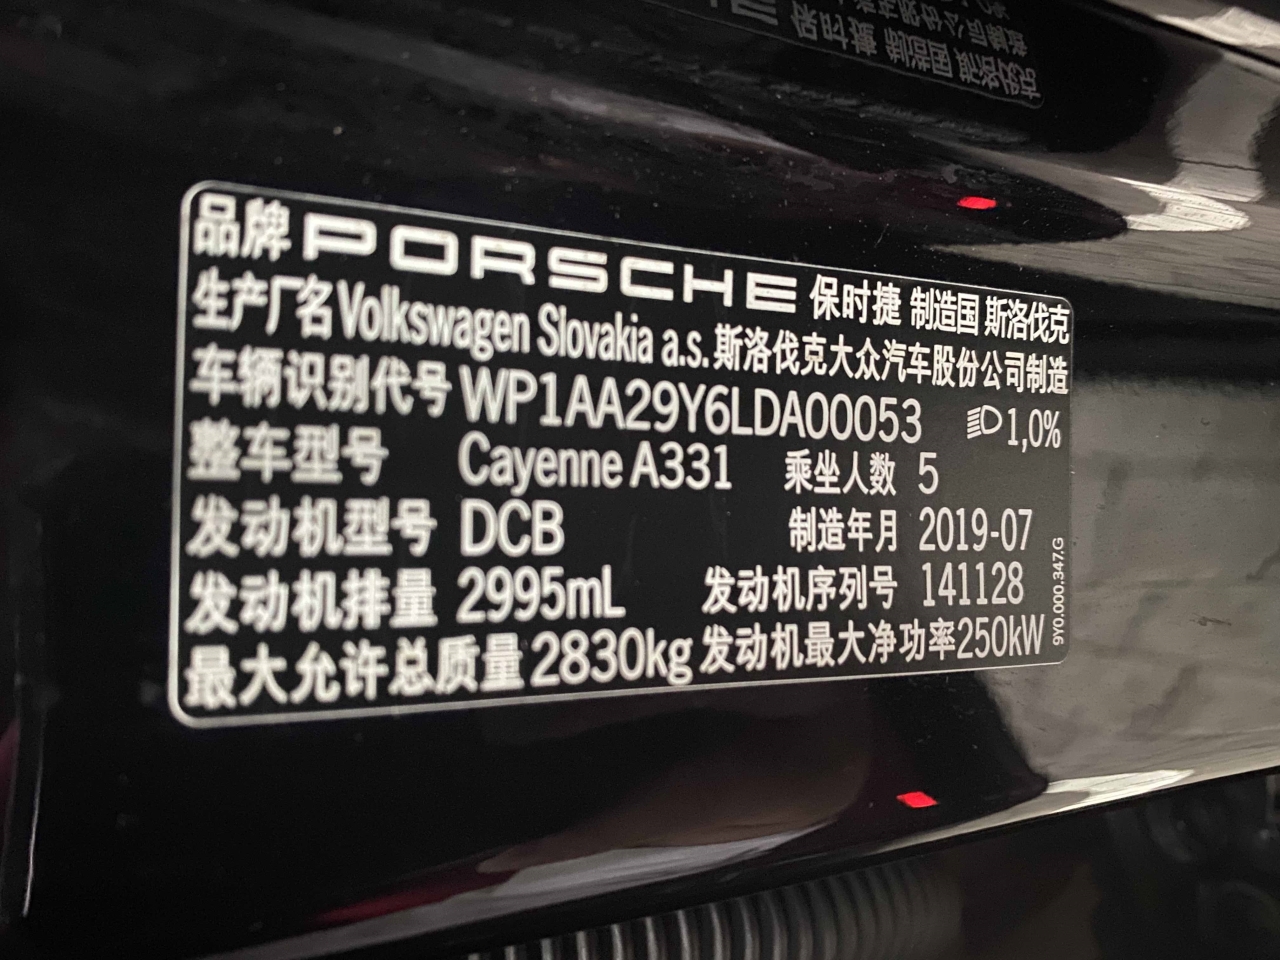 品牌 PORSCHE 保时捷 制造国 斯洛伐克
生产厂名 Volkswagen Slovakia a.s. 斯洛伐克大众汽车股份公司制造
车辆识别代号 WP1AA29Y6LDA00053 1,0%
整车型号 Cayenne A331 乘坐人数 5
发动机型号 DCB 制造年月 2019-07
发动机排量 2995mL 发动机序列号 141128
最大允许总质量 2830kg 发动机最大净功率 250kW
9Y0.000.347.G